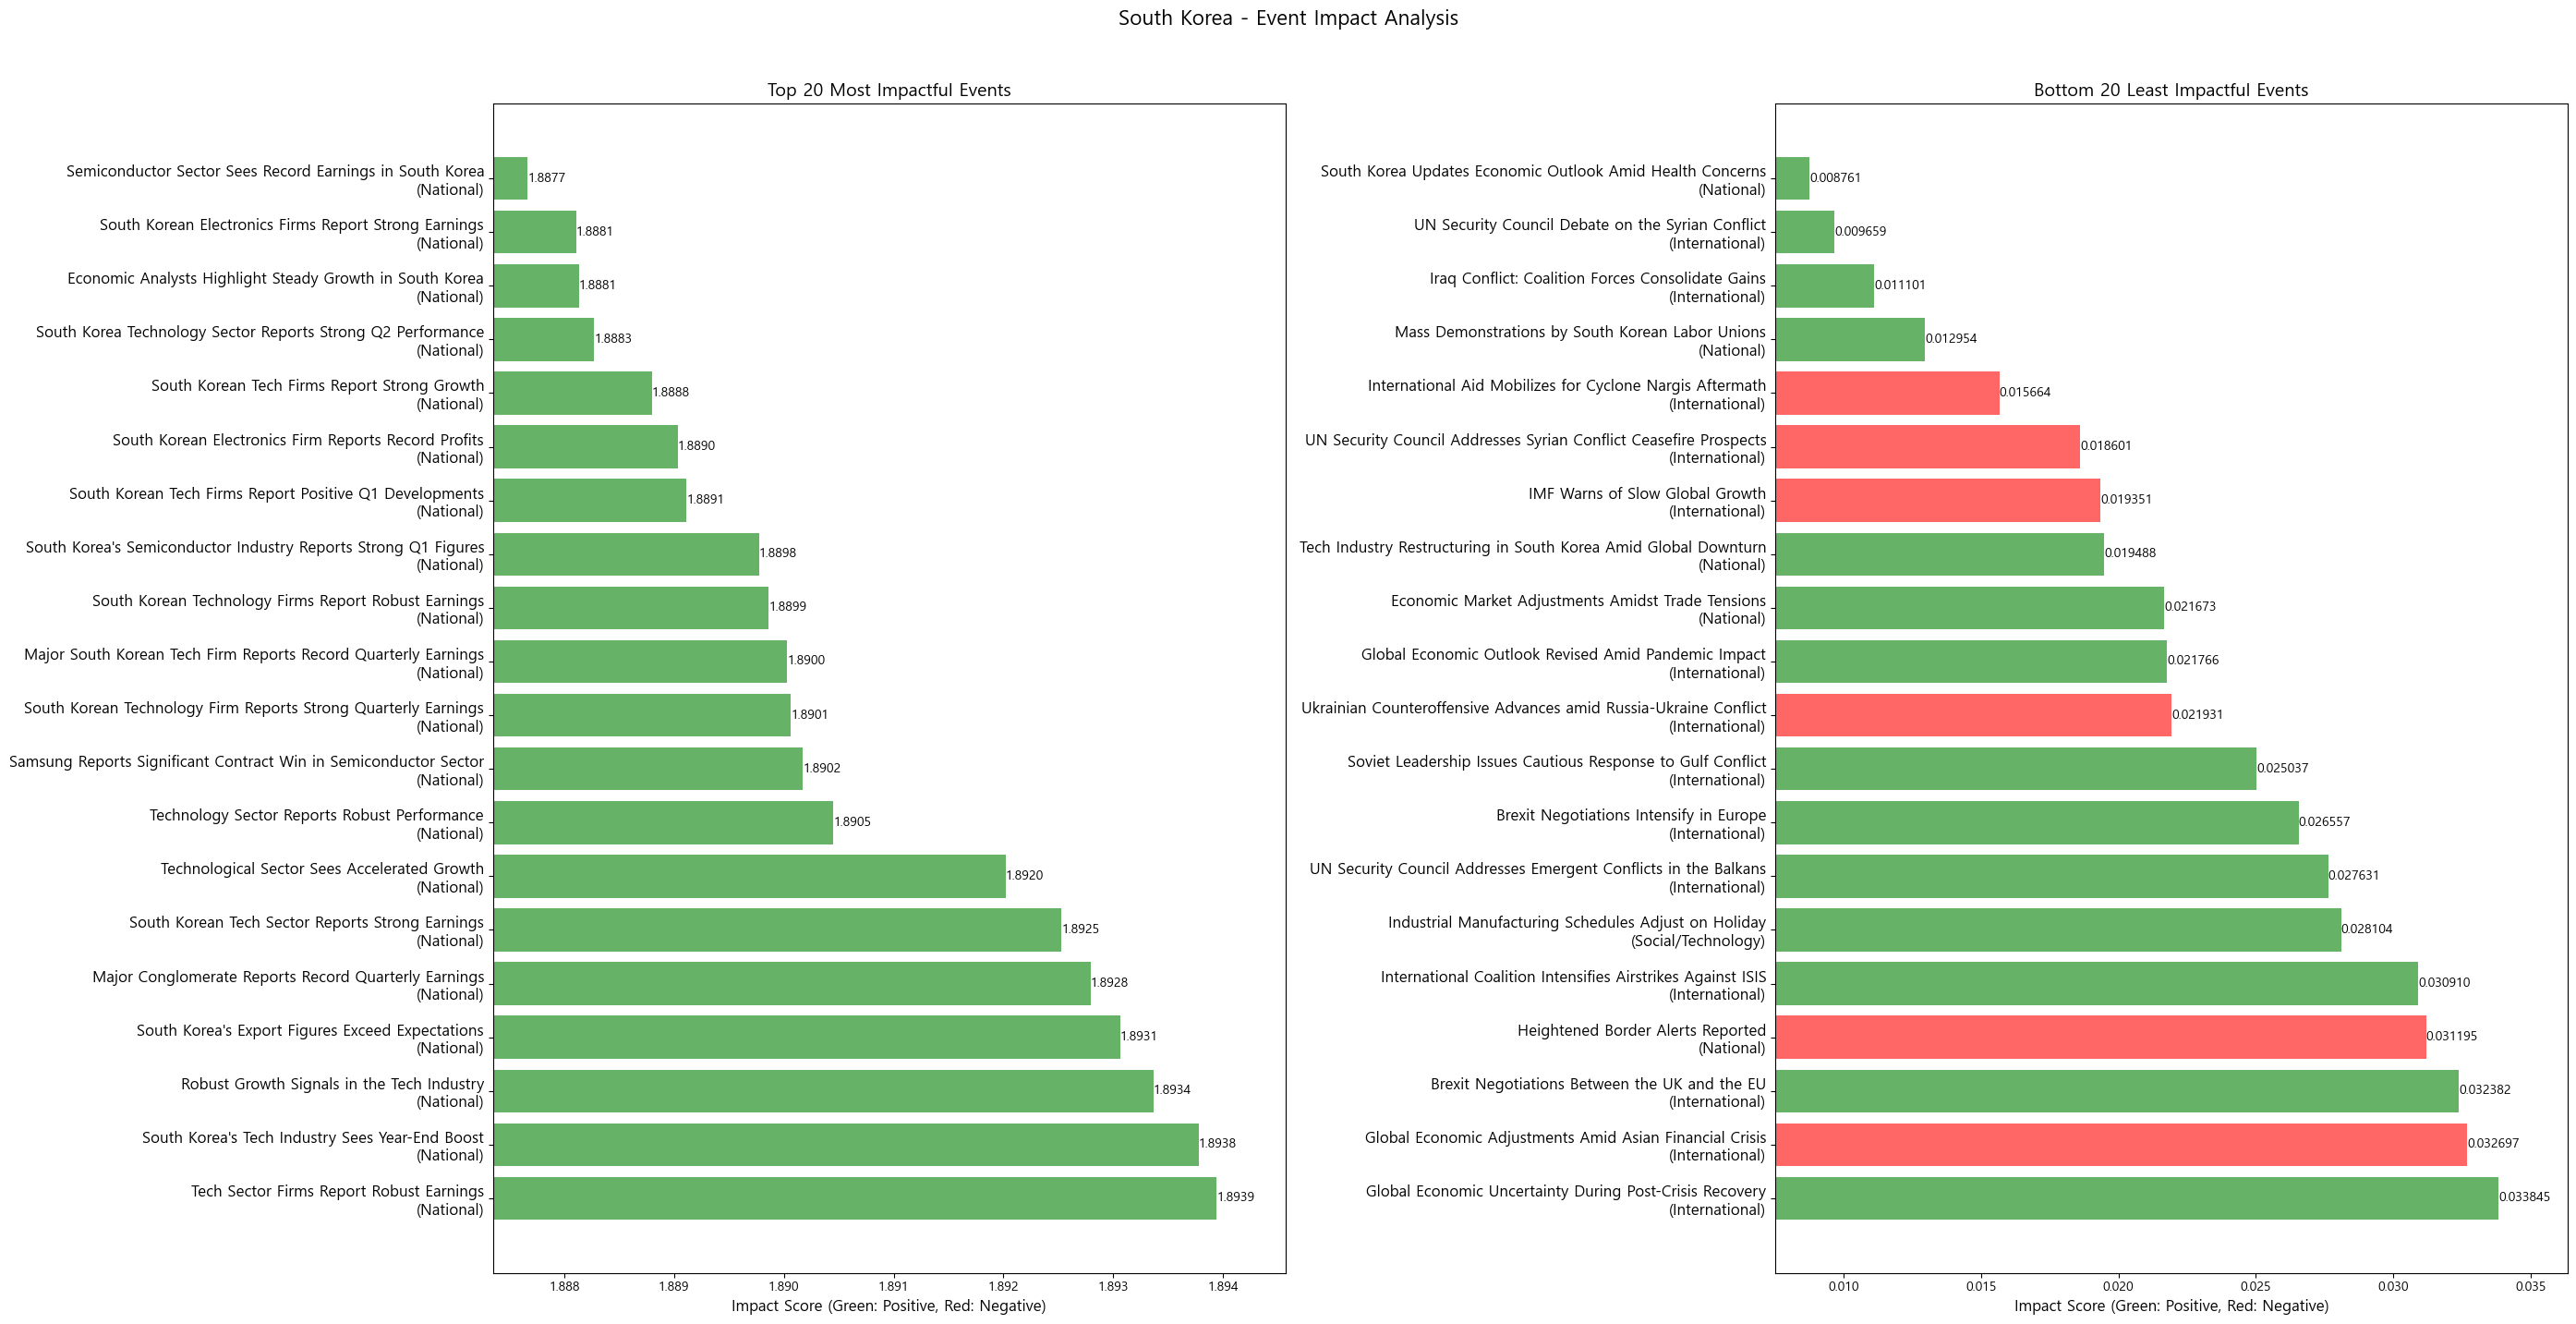 South Korea - Event Impact Analysis
Top 20 Most Impactful Events
Semiconductor Sector Sees Record Earnings in South Korea
(National)
1.8877
South Korean Electronics Firms Report Strong Earnings
(National)
1.8881
Economic Analysts Highlight Steady Growth in South Korea
(National)
1.8881
South Korea Technology Sector Reports Strong Q2 Performance
(National)
1.8883
South Korean Tech Firms Report Strong Growth
(National)
1.8888
South Korean Electronics Firm Reports Record Profits
(National)
1.8890
South Korean Tech Firms Report Positive Q1 Developments
(National)
1.8891
South Korea's Semiconductor Industry Reports Strong Q1 Figures
(National)
1.8898
South Korean Technology Firms Report Robust Earnings
(National)
1.8899
Major South Korean Tech Firm Reports Record Quarterly Earnings
(National)
1.8900
South Korean Technology Firm Reports Strong Quarterly Earnings
(National)
1.8901
Samsung Reports Significant Contract Win in Semiconductor Sector
(National)
1.8902
Technology Sector Reports Robust Performance
(National)
1.8905
Technological Sector Sees Accelerated Growth
(National)
1.8920
South Korean Tech Sector Reports Strong Earnings
(National)
1.8925
Major Conglomerate Reports Record Quarterly Earnings
(National)
1.8928
South Korea's Export Figures Exceed Expectations
(National)
1.8931
Robust Growth Signals in the Tech Industry
(National)
1.8934
South Korea's Tech Industry Sees Year-End Boost
(National)
1.8938
Tech Sector Firms Report Robust Earnings
(National)
1.8939
1.888 1.889 1.890 1.891 1.892 1.893 1.894
Impact Score (Green: Positive, Red: Negative)
Bottom 20 Least Impactful Events
South Korea Updates Economic Outlook Amid Health Concerns
(National)
0.008761
UN Security Council Debate on the Syrian Conflict
(International)
0.009659
Iraq Conflict: Coalition Forces Consolidate Gains
(International)
0.011101
Mass Demonstrations by South Korean Labor Unions
(National)
0.012954
International Aid Mobilizes for Cyclone Nargis Aftermath
(International)
0.015664
UN Security Council Addresses Syrian Conflict Ceasefire Prospects
(International)
0.018601
IMF Warns of Slow Global Growth
(International)
0.019351
Tech Industry Restructuring in South Korea Amid Global Downturn
(National)
0.019488
Economic Market Adjustments Amidst Trade Tensions
(National)
0.021673
Global Economic Outlook Revised Amid Pandemic Impact
(International)
0.021766
Ukrainian Counteroffensive Advances amid Russia-Ukraine Conflict
(International)
0.021931
Soviet Leadership Issues Cautious Response to Gulf Conflict
(International)
0.025037
Brexit Negotiations Intensify in Europe
(International)
0.026557
UN Security Council Addresses Emergent Conflicts in the Balkans
(International)
0.027631
Industrial Manufacturing Schedules Adjust on Holiday
(Social/Technology)
0.028104
International Coalition Intensifies Airstrikes Against ISIS
(International)
0.030910
Heightened Border Alerts Reported
(National)
0.031195
Brexit Negotiations Between the UK and the EU
(International)
0.032382
Global Economic Adjustments Amid Asian Financial Crisis
(International)
0.032697
Global Economic Uncertainty During Post-Crisis Recovery
(International)
0.033845
0.010 0.015 0.020 0.025 0.030 0.035
Impact Score (Green: Positive, Red: Negative)